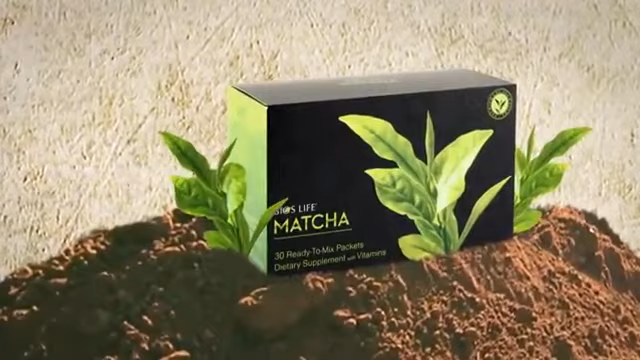 BIOS LIFE
MATCHA
30 Ready-To-Mix Packets
Dietary Supplement with Vitamins